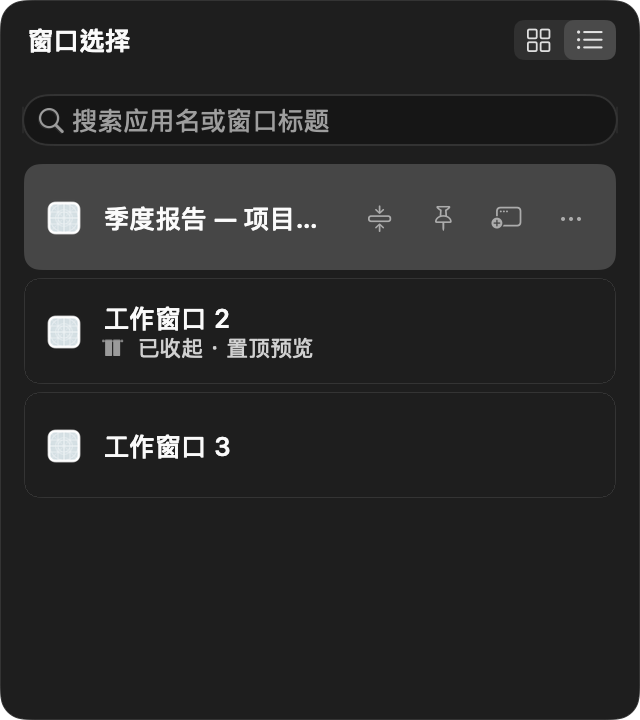 窗口选择
搜索应用名或窗口标题
季度报告 — 项目...
工作窗口 2
已收起 · 置顶预览
工作窗口 3